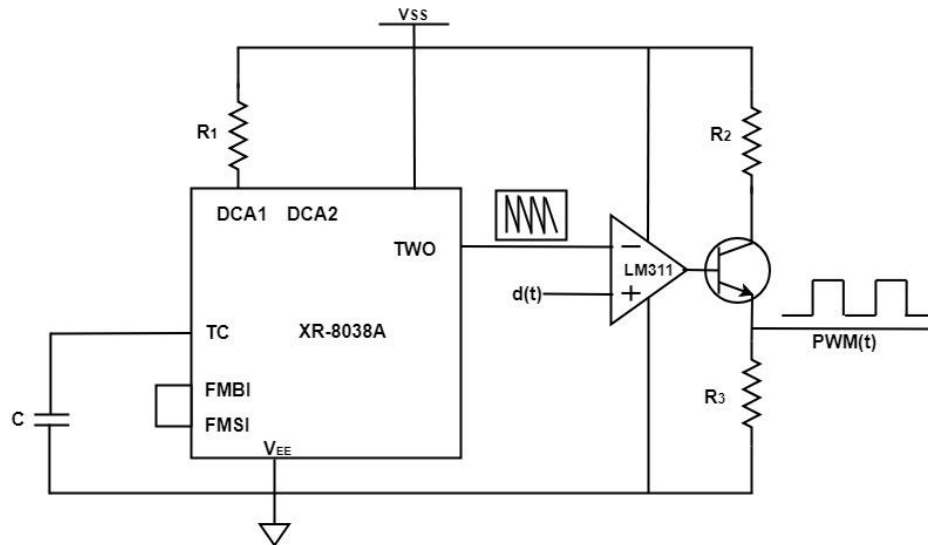 VSS
R1
R2
DCA1 DCA2
TWO
LM311
d(t)
TC
XR-8038A
PWM(t)
FMBI
R3
C
FMSI
VEE